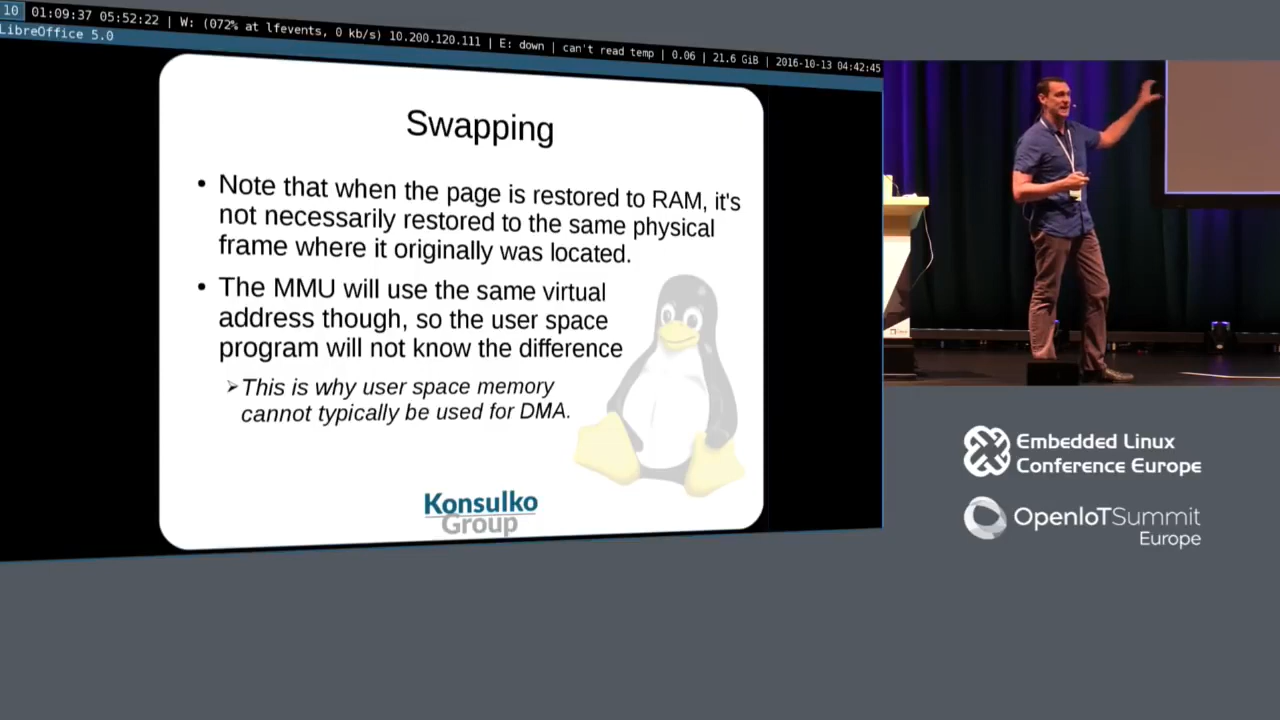 10 01:09:37 05:52:22 | W: (072% at lfevents, 0 kb/s) 10.200.120.111 | E: down | can't read temp | 0.06 | 21.6 GiB | 2016-10-13 04:42:45
LibreOffice 5.0
Swapping
• Note that when the page is restored to RAM, it's
not necessarily restored to the same physical
frame where it originally was located.
• The MMU will use the same virtual
address though, so the user space
program will not know the difference
➢This is why user space memory
cannot typically be used for DMA.
Konsulko
Group
Embedded Linux
Conference Europe
OpenIoTSummit
Europe